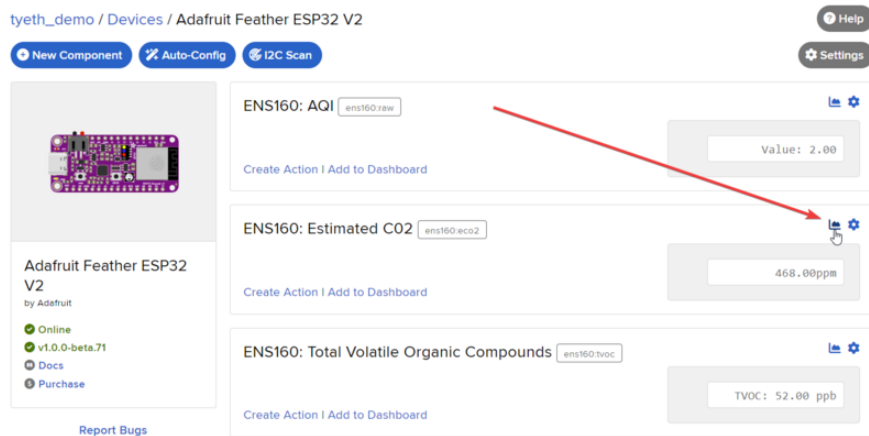 tyeth_demo / Devices / Adafruit Feather ESP32 V2
Help
New Component
Auto-Config
I2C Scan
Settings
Adafruit Feather ESP32
V2
by Adafruit
Online
v1.0.0-beta.71
Docs
Purchase
Report Bugs
ENS160: AQI ens160:raw
Value: 2.00
Create Action | Add to Dashboard
ENS160: Estimated C02 ens160:eco2
468.00ppm
Create Action | Add to Dashboard
ENS160: Total Volatile Organic Compounds ens160:tvoc
TVOC: 52.00 ppb
Create Action | Add to Dashboard